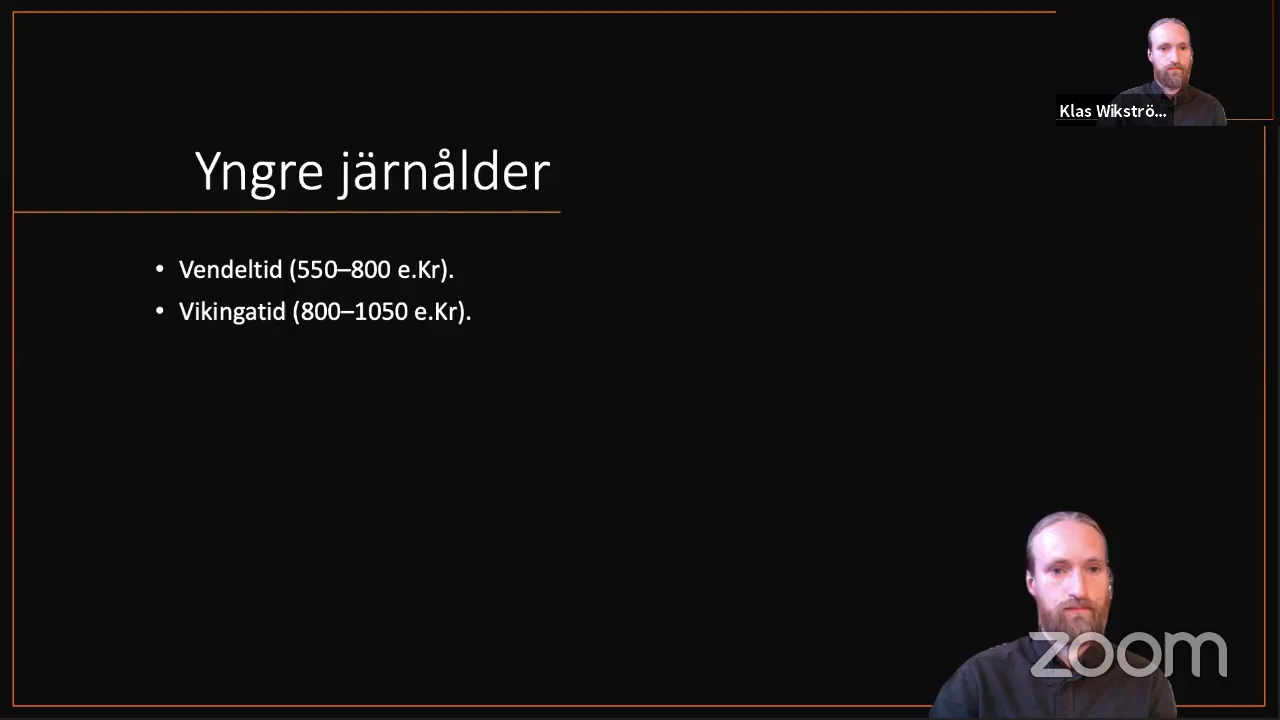 Klas Wikströ...
Yngre järnålder
• Vendeltid (550–800 e.Kr).
• Vikingatid (800–1050 e.Kr).
zoom